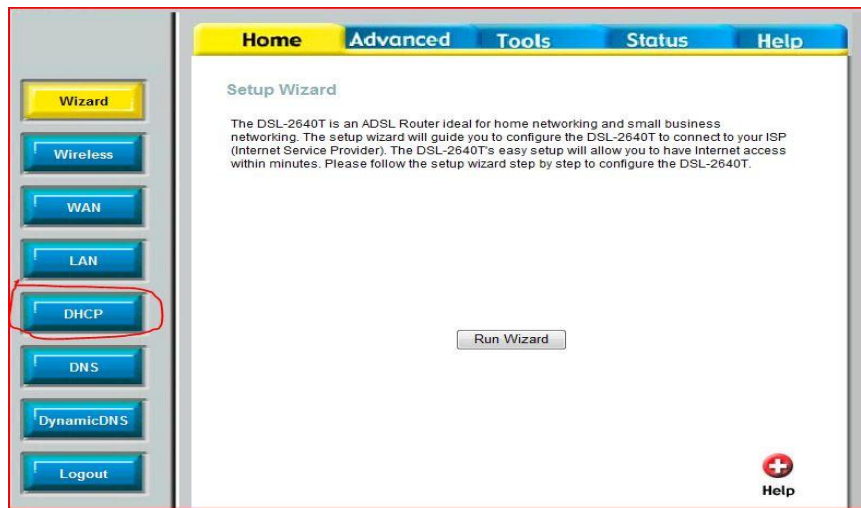 Home Advanced Tools Status Help
Wizard
Wireless
WAN
LAN
DHCP
DNS
DynamicDNS
Logout
Setup Wizard
The DSL-2640T is an ADSL Router ideal for home networking and small business
networking. The setup wizard will guide you to configure the DSL-2640T to connect to your ISP
(Internet Service Provider). The DSL-2640T's easy setup will allow you to have Internet access
within minutes. Please follow the setup wizard step by step to configure the DSL-2640T.
Run Wizard
Help